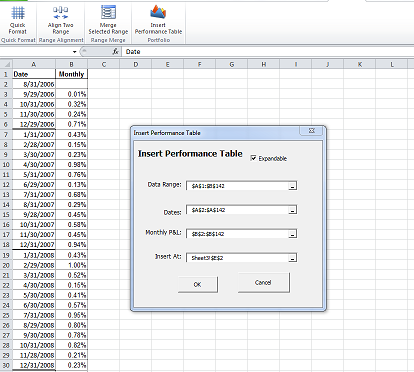 Quick Format Align Two Range Merge Selected Range Insert Performance Table
Quick Format Range Alignment Range Merge Portfolio
fx Date
A B C D E F G H I J K L
1 Date Monthly
2 8/31/2006
3 9/29/2006 0.01%
4 10/31/2006 0.32%
5 11/30/2006 0.24%
6 12/29/2006 0.71%
7 1/31/2007 0.43%
8 2/28/2007 0.15%
9 3/30/2007 0.23%
10 4/30/2007 0.98%
11 5/31/2007 0.76%
12 6/29/2007 0.13%
13 7/31/2007 0.68%
14 8/31/2007 0.29%
15 9/28/2007 0.45%
16 10/31/2007 0.58%
17 11/30/2007 0.45%
18 12/31/2007 0.94%
19 1/31/2008 0.43%
20 2/29/2008 1.00%
21 3/31/2008 0.52%
22 4/30/2008 0.15%
23 5/30/2008 0.41%
24 6/30/2008 0.57%
25 7/31/2008 0.95%
26 8/29/2008 0.80%
27 9/30/2008 0.78%
28 10/31/2008 0.82%
29 11/28/2008 0.21%
30 12/31/2008 0.23%
Insert Performance Table
Insert Performance Table Expandable
Data Range: $A$1:$B$142
Dates: $A$2:$A$142
Monthly P&L: $B$2:$B$142
Insert At: Sheet3!$E$2
OK Cancel